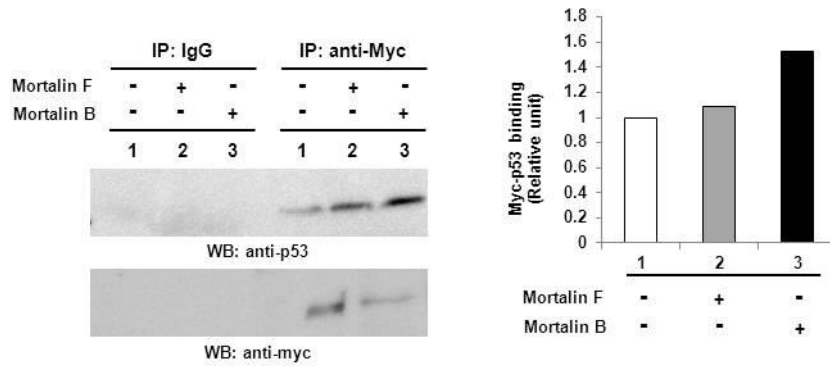 IP: IgG IP: anti-Myc
Mortalin F - + - - + -
Mortalin B - - + - - +
1 2 3 1 2 3
WB: anti-p53
WB: anti-myc
Myc-p53 binding
(Relative unit)
1.8
1.6
1.4
1.2
1
0.8
0.6
0.4
0.2
0
1 2 3
Mortalin F - + -
Mortalin B - - +